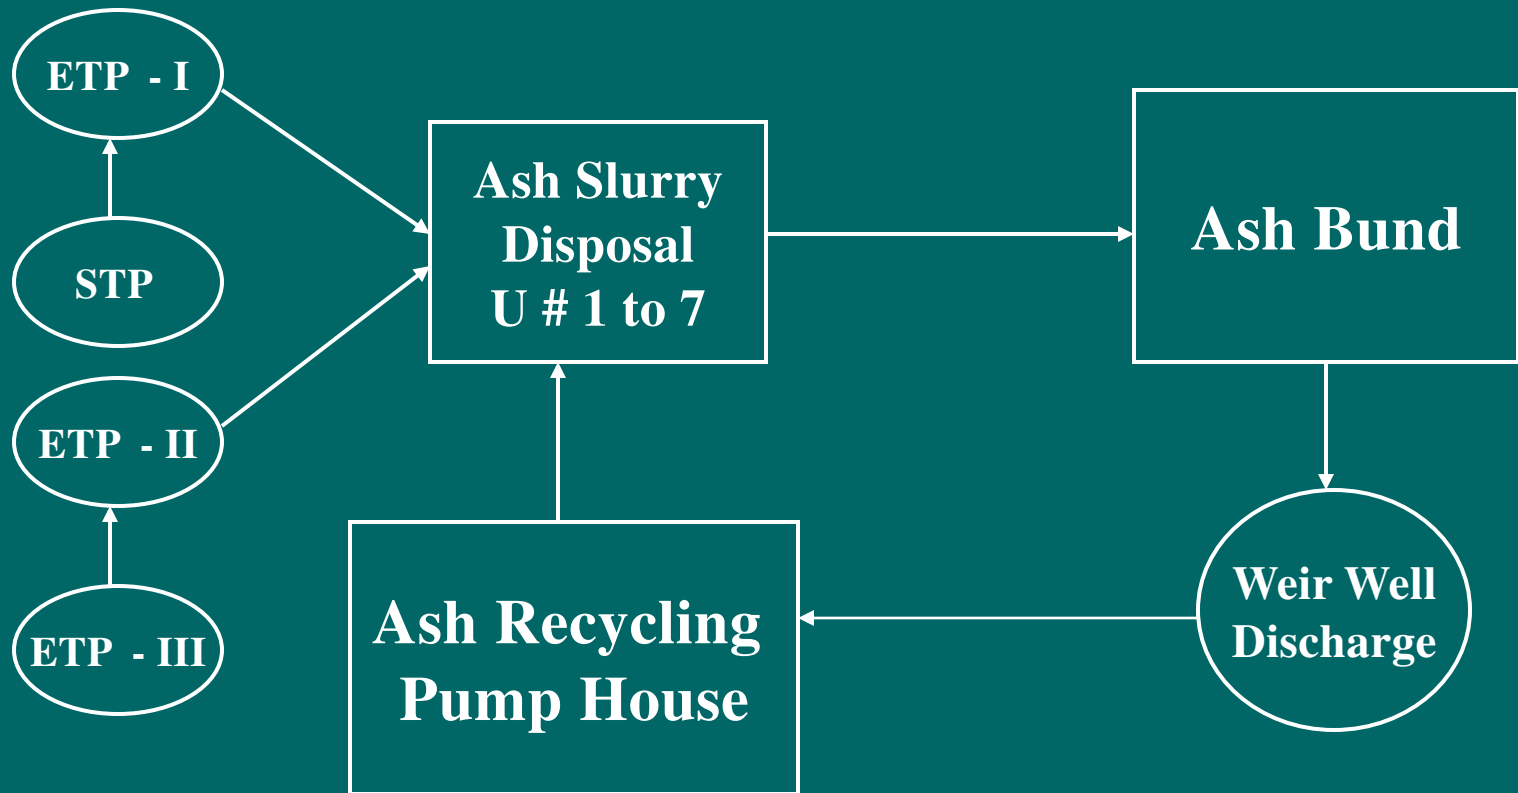 ETP - I
STP
ETP - II
ETP - III
Ash Slurry
Disposal
U # 1 to 7
Ash Bund
Ash Recycling
Pump House
Weir Well
Discharge